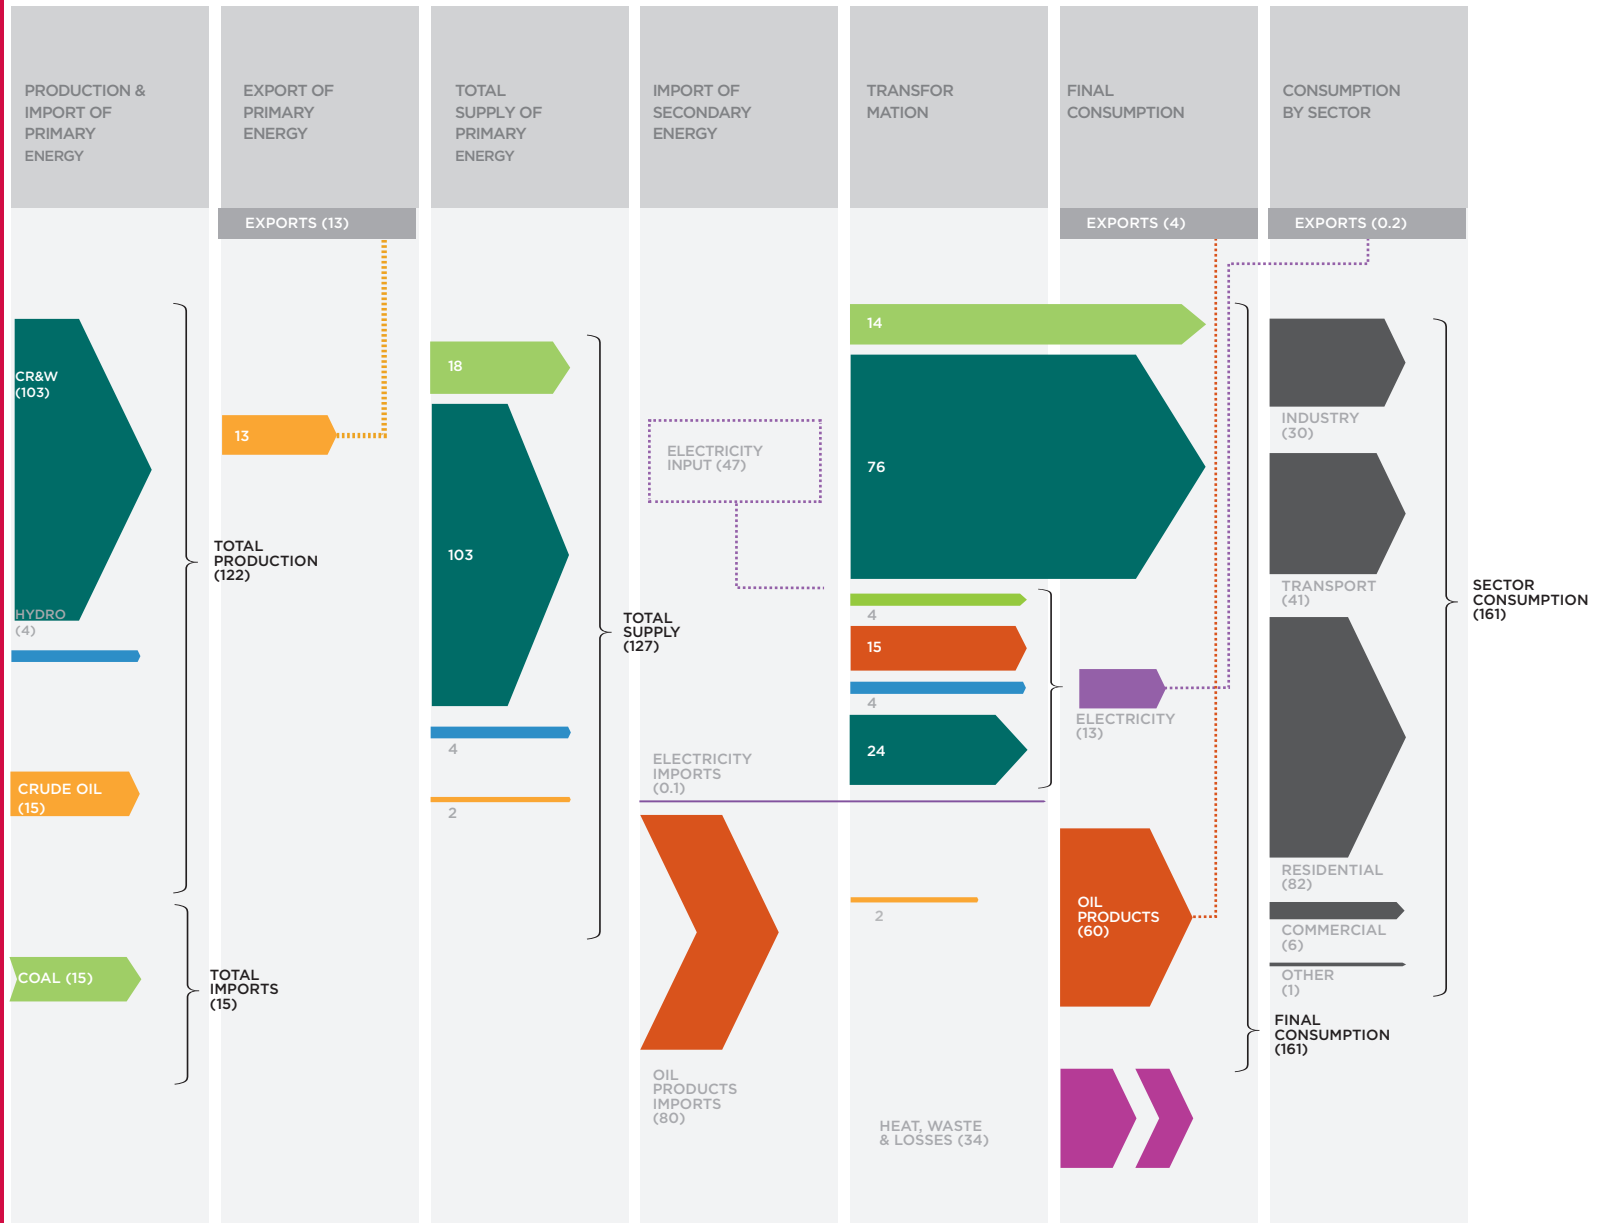 PRODUCTION &
IMPORT OF
PRIMARY
ENERGY
EXPORT OF
PRIMARY
ENERGY
TOTAL
SUPPLY OF
PRIMARY
ENERGY
IMPORT OF
SECONDARY
ENERGY
TRANSFOR
MATION
FINAL
CONSUMPTION
CONSUMPTION
BY SECTOR
EXPORTS (13)
EXPORTS (4)
EXPORTS (0.2)
CR&W
(103)
HYDRO
(4)
CRUDE OIL
(15)
COAL (15)
TOTAL
PRODUCTION
(122)
TOTAL
IMPORTS
(15)
13
18
103
4
2
TOTAL
SUPPLY
(127)
ELECTRICITY
INPUT (47)
ELECTRICITY
IMPORTS
(0.1)
OIL
PRODUCTS
IMPORTS
(80)
14
76
4
15
4
24
2
HEAT, WASTE
& LOSSES (34)
ELECTRICITY
(13)
OIL
PRODUCTS
(60)
FINAL
CONSUMPTION
(161)
INDUSTRY
(30)
TRANSPORT
(41)
RESIDENTIAL
(82)
COMMERCIAL
(6)
OTHER
(1)
SECTOR
CONSUMPTION
(161)